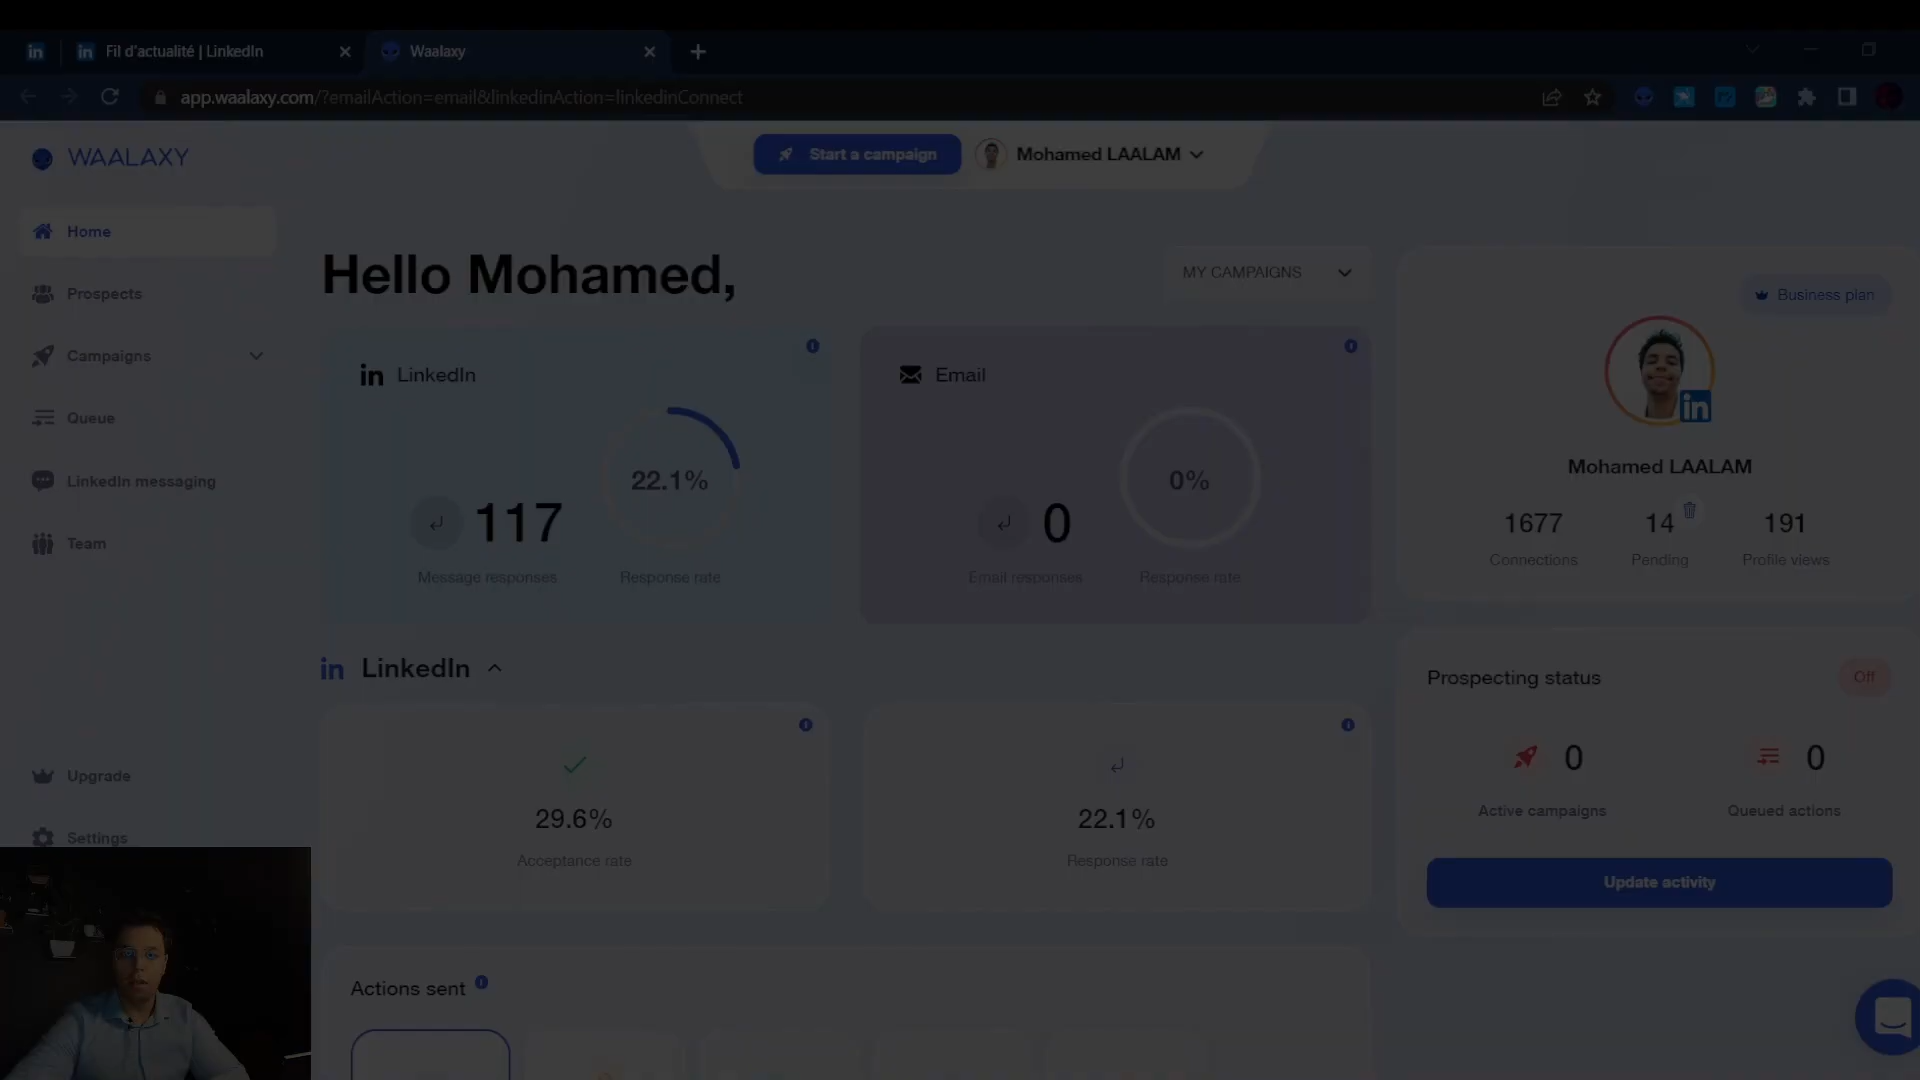 Fil d'actualité | LinkedIn
Waalaxy
app.waalaxy.com/?emailAction=email&linkedinAction=linkedinConnect
WAALAXY
Start a campaign
Mohamed LAALAM
Home
Prospects
Campaigns
Queue
LinkedIn messaging
Team
Upgrade
Settings
Hello Mohamed,
MY CAMPAIGNS
LinkedIn
22.1%
117
Message responses
Response rate
Email
0%
0
Email responses
Response rate
Business plan
Mohamed LAALAM
1677
14
191
Connections
Pending
Profile views
LinkedIn
29.6%
Acceptance rate
22.1%
Response rate
Prospecting status
Off
0
0
Active campaigns
Queued actions
Update activity
Actions sent